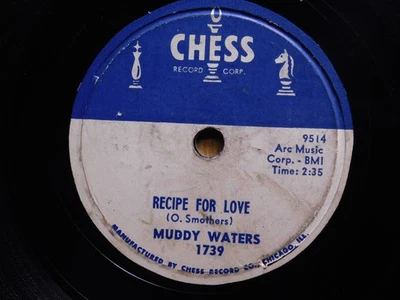 CHESS
RECORD CORP.
9514
Arc Music
Corp. - BMI
Time: 2:35
RECIPE FOR LOVE
(O. Smothers)
MUDDY WATERS
1739
MANUFACTURED BY CHESS RECORD CO., CHICAGO, ILL.